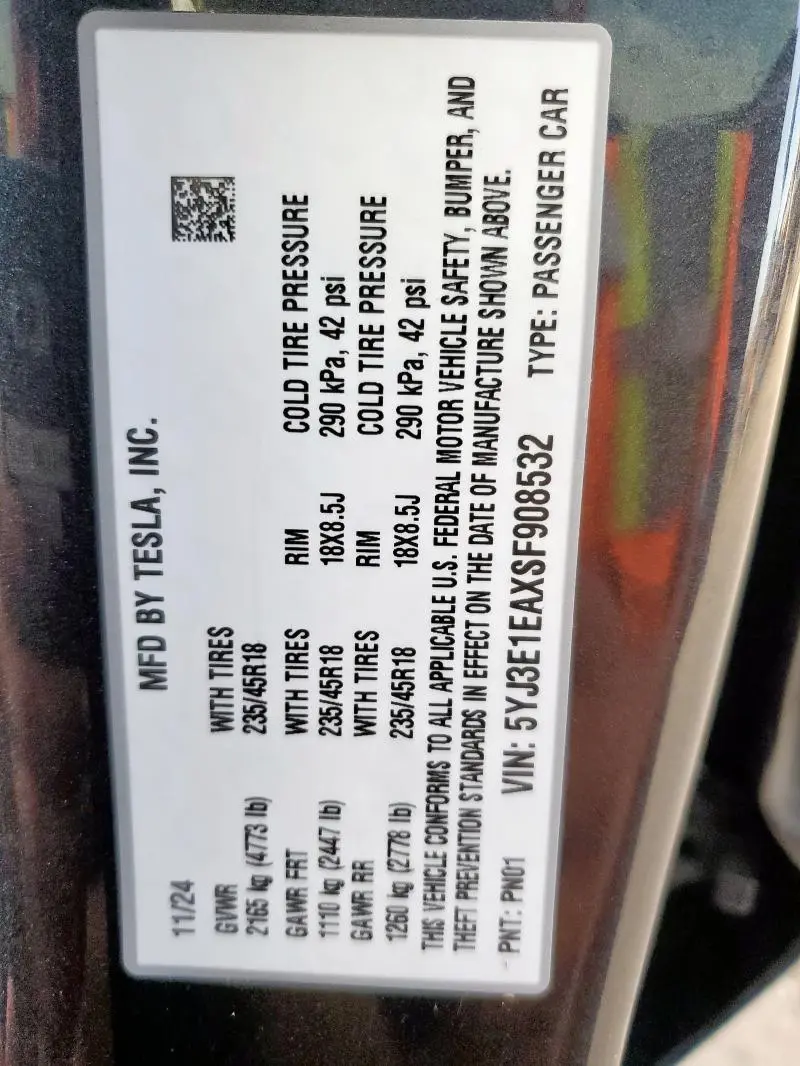 MFD BY TESLA, INC.
11/24
GVWR WITH TIRES
2165 kg (4773 lb) 235/45R18
GAWR FRT WITH TIRES RIM COLD TIRE PRESSURE
1110 kg (2447 lb) 235/45R18 18X8.5J 290 kPa, 42 psi
GAWR RR WITH TIRES RIM COLD TIRE PRESSURE
1260 kg (2778 lb) 235/45R18 18X8.5J 290 kPa, 42 psi
THIS VEHICLE CONFORMS TO ALL APPLICABLE U.S. FEDERAL MOTOR VEHICLE SAFETY, BUMPER, AND
THEFT PREVENTION STANDARDS IN EFFECT ON THE DATE OF MANUFACTURE SHOWN ABOVE.
PNT: PN01 VIN: 5YJ3E1EAXSF908532 TYPE: PASSENGER CAR